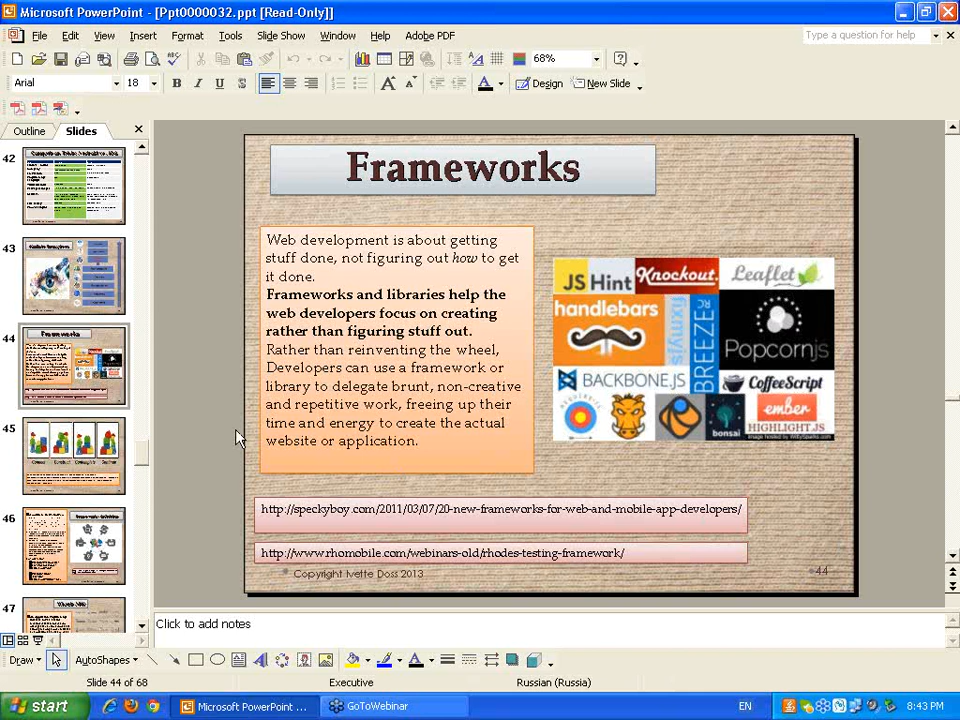 Microsoft PowerPoint - [Ppt0000032.ppt [Read-Only]]
File Edit View Insert Format Tools Slide Show Window Help Adobe PDF
Type a question for help
68%
Arial 18 B I U S A A A Design New Slide
Outline Slides
42
43
44
Frameworks
45
46
47
Frameworks
Web development is about getting
stuff done, not figuring out how to get
it done.
Frameworks and libraries help the
web developers focus on creating
rather than figuring stuff out.
Rather than reinventing the wheel,
Developers can use a framework or
library to delegate brunt, non-creative
and repetitive work, freeing up their
time and energy to create the actual
website or application.
JS Hint
Knockout.
Leaflet
handlebars
BREEZE
Popcornjs
BACKBONE.JS
CoffeeScript
ember
bonsai
HIGHLIGHT.JS
http://speckyboy.com/2011/03/07/20-new-frameworks-for-web-and-mobile-app-developers/
http://www.rhomobile.com/webinars-old/rhodes-testing-framework/
Copyright Ivette Doss 2013
44
Click to add notes
Draw AutoShapes
Slide 44 of 68 Executive Russian (Russia)
start Microsoft PowerPoint ... GoToWebinar EN 8:43 PM